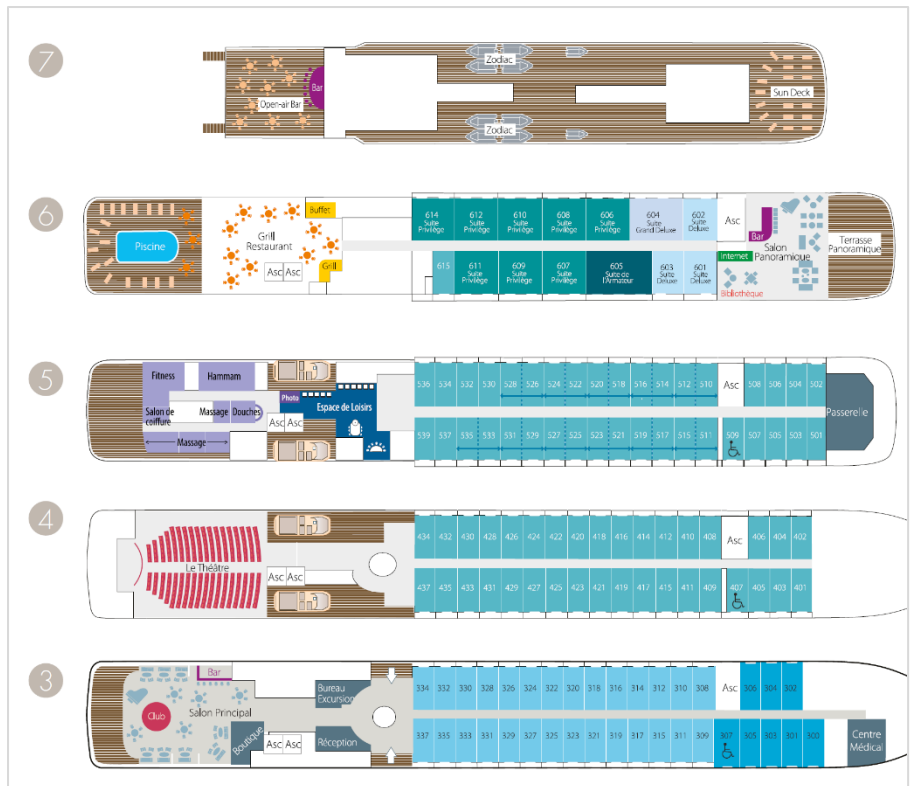 7
Zodiac
Bar
Open-air Bar
Sun Deck
Zodiac
6
Buffet
614 Suite Privilège
612 Suite Privilège
610 Suite Privilège
608 Suite Privilège
606 Suite Privilège
604 Suite Grand Deluxe
602 Suite Deluxe
Asc
Piscine
Grill
Restaurant
Bar
Salon
Panoramique
Terrasse
Panoramique
Internet
Asc Asc
Grill
615
611 Suite Privilège
609 Suite Privilège
607 Suite Privilège
605 Suite de l'Armateur
603 Suite Deluxe
601 Suite Deluxe
Bibliothèque
5
Fitness
Hammam
536 534 532 530 528 526 524 522 520 518 516 514 512 510
Asc
508 506 504 502
Photo
Espace de Loisirs
Salon de
coiffure
Massage
Douches
Asc Asc
Passerelle
Massage
539 537 535 533 531 529 527 525 523 521 519 517 515 511 509 507 505 503 501
4
434 432 430 428 426 424 422 420 418 416 414 412 410 408
Asc
406 404 402
Le Théâtre
Asc Asc
437 435 433 431 429 427 425 423 421 419 417 415 411 409 407 405 403 401
3
Bar
Bureau
Excursion
334 332 330 328 326 324 322 320 318 316 314 312 310 308
Asc
306 304 302
Club
Salon Principal
Boutique
Asc Asc
Réception
337 335 333 331 329 327 325 323 321 319 317 315 311 309 307 305 303 301 300
Centre
Médical